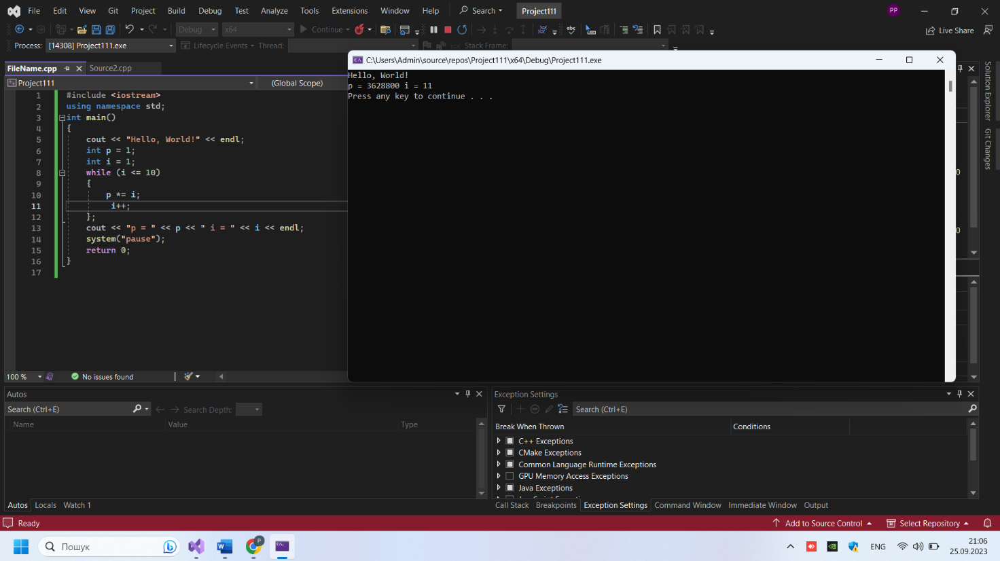 File Edit View Git Project Build Debug Test Analyze Tools Extensions Window Help Search Project111 PP
Debug x64 Continue Live Share
Process: [14308] Project111.exe Lifecycle Events Thread: Stack Frame:
FileName.cpp Source2.cpp
Project111 (Global Scope)
1 #include <iostream>
2 using namespace std;
3 int main()
4 {
5 cout << "Hello, World!" << endl;
6 int p = 1;
7 int i = 1;
8 while (i <= 10)
9 {
10 p *= i;
11 i++;
12 };
13 cout << "p = " << p << " i = " << i << endl;
14 system("pause");
15 return 0;
16 }
17
C:\Users\Admin\source\repos\Project111\x64\Debug\Project111.exe
Hello, World!
p = 3628800 i = 11
Press any key to continue . . .
Solution Explorer
Git Changes
100 % No issues found
Autos
Search (Ctrl+E) Search Depth:
Name Value Type
Autos Locals Watch 1
Exception Settings
Search (Ctrl+E)
Break When Thrown Conditions
C++ Exceptions
CMake Exceptions
Common Language Runtime Exceptions
GPU Memory Access Exceptions
Java Exceptions
Call Stack Breakpoints Exception Settings Command Window Immediate Window Output
Ready Add to Source Control Select Repository
Пошук ENG 21:06
25.09.2023